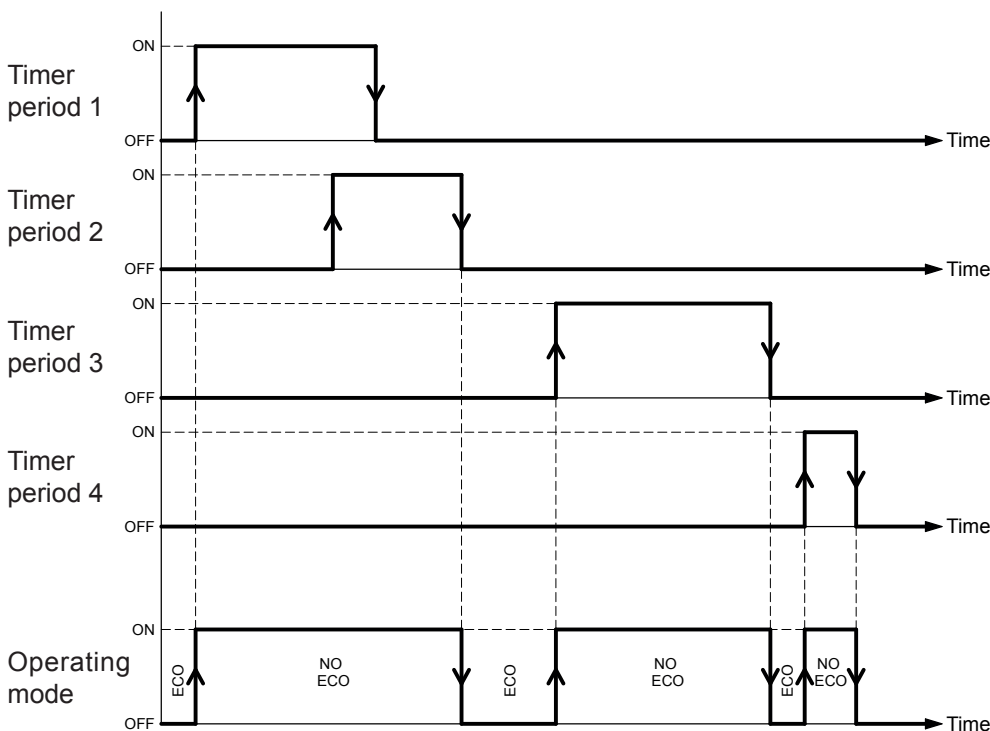 ON
Timer
period 1
OFF
Time
ON
Timer
period 2
OFF
Time
ON
Timer
period 3
OFF
Time
ON
Timer
period 4
OFF
Time
ON
Operating
mode
ECO
NO
ECO
ECO
NO
ECO
ECO
NO
ECO
OFF
Time